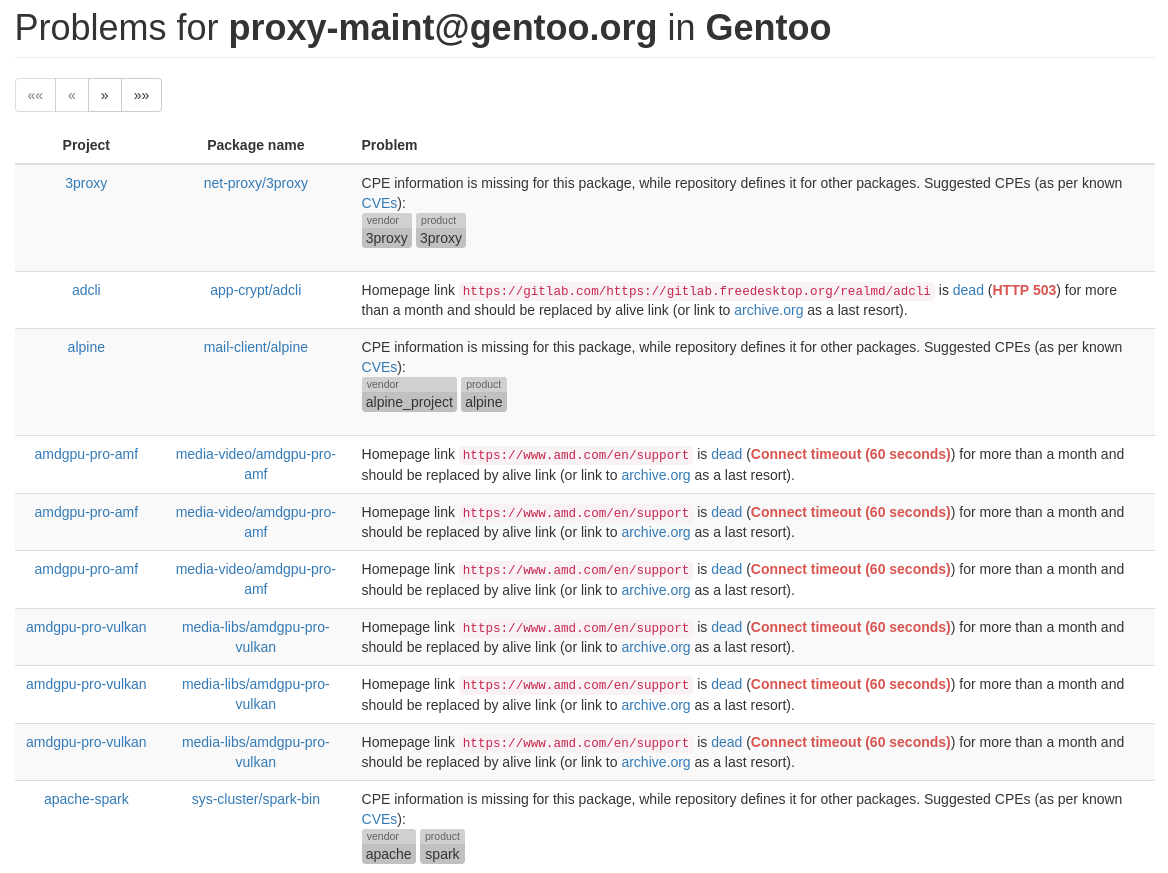 Problems for proxy-maint@gentoo.org in Gentoo
«« « » »»
Project Package name Problem
3proxy net-proxy/3proxy CPE information is missing for this package, while repository defines it for other packages. Suggested CPEs (as per known
CVEs):
vendor product
3proxy 3proxy
adcli app-crypt/adcli Homepage link https://gitlab.com/https://gitlab.freedesktop.org/realmd/adcli is dead (HTTP 503) for more
than a month and should be replaced by alive link (or link to archive.org as a last resort).
alpine mail-client/alpine CPE information is missing for this package, while repository defines it for other packages. Suggested CPEs (as per known
CVEs):
vendor product
alpine_project alpine
amdgpu-pro-amf media-video/amdgpu-pro- Homepage link https://www.amd.com/en/support is dead (Connect timeout (60 seconds)) for more than a month and
amf should be replaced by alive link (or link to archive.org as a last resort).
amdgpu-pro-amf media-video/amdgpu-pro- Homepage link https://www.amd.com/en/support is dead (Connect timeout (60 seconds)) for more than a month and
amf should be replaced by alive link (or link to archive.org as a last resort).
amdgpu-pro-amf media-video/amdgpu-pro- Homepage link https://www.amd.com/en/support is dead (Connect timeout (60 seconds)) for more than a month and
amf should be replaced by alive link (or link to archive.org as a last resort).
amdgpu-pro-vulkan media-libs/amdgpu-pro- Homepage link https://www.amd.com/en/support is dead (Connect timeout (60 seconds)) for more than a month and
vulkan should be replaced by alive link (or link to archive.org as a last resort).
amdgpu-pro-vulkan media-libs/amdgpu-pro- Homepage link https://www.amd.com/en/support is dead (Connect timeout (60 seconds)) for more than a month and
vulkan should be replaced by alive link (or link to archive.org as a last resort).
amdgpu-pro-vulkan media-libs/amdgpu-pro- Homepage link https://www.amd.com/en/support is dead (Connect timeout (60 seconds)) for more than a month and
vulkan should be replaced by alive link (or link to archive.org as a last resort).
apache-spark sys-cluster/spark-bin CPE information is missing for this package, while repository defines it for other packages. Suggested CPEs (as per known
CVEs):
vendor product
apache spark